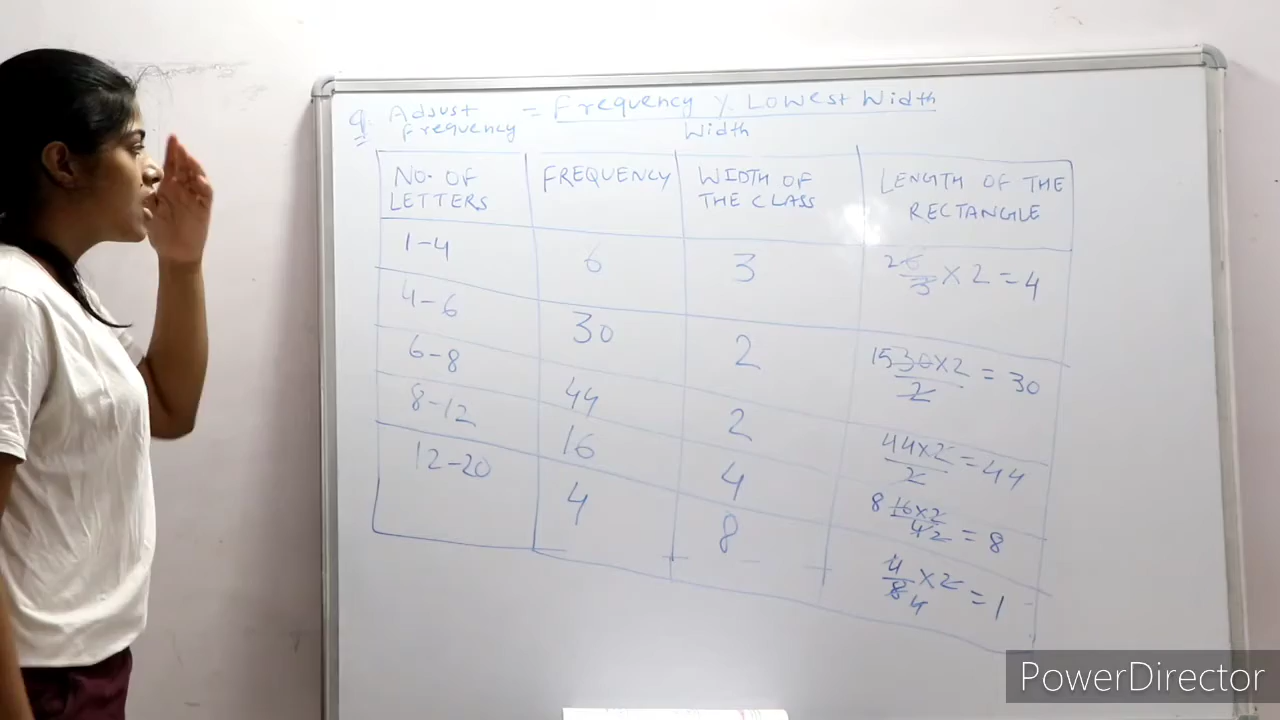 Q. Adjust Frequency = Frequency X Lowest Width
Width
NO. OF LETTERS FREQUENCY WIDTH OF THE CLASS LENGTH OF THE RECTANGLE
1-4 6 3 2 6/3 X 2 = 4
4-6 30 2 15 30X2/2 = 30
6-8 44 2 44X2/2 = 44
8-12 16 4 8 16X2/4 2 = 8
12-20 4 8 4/8 4 X 2 = 1
PowerDirector